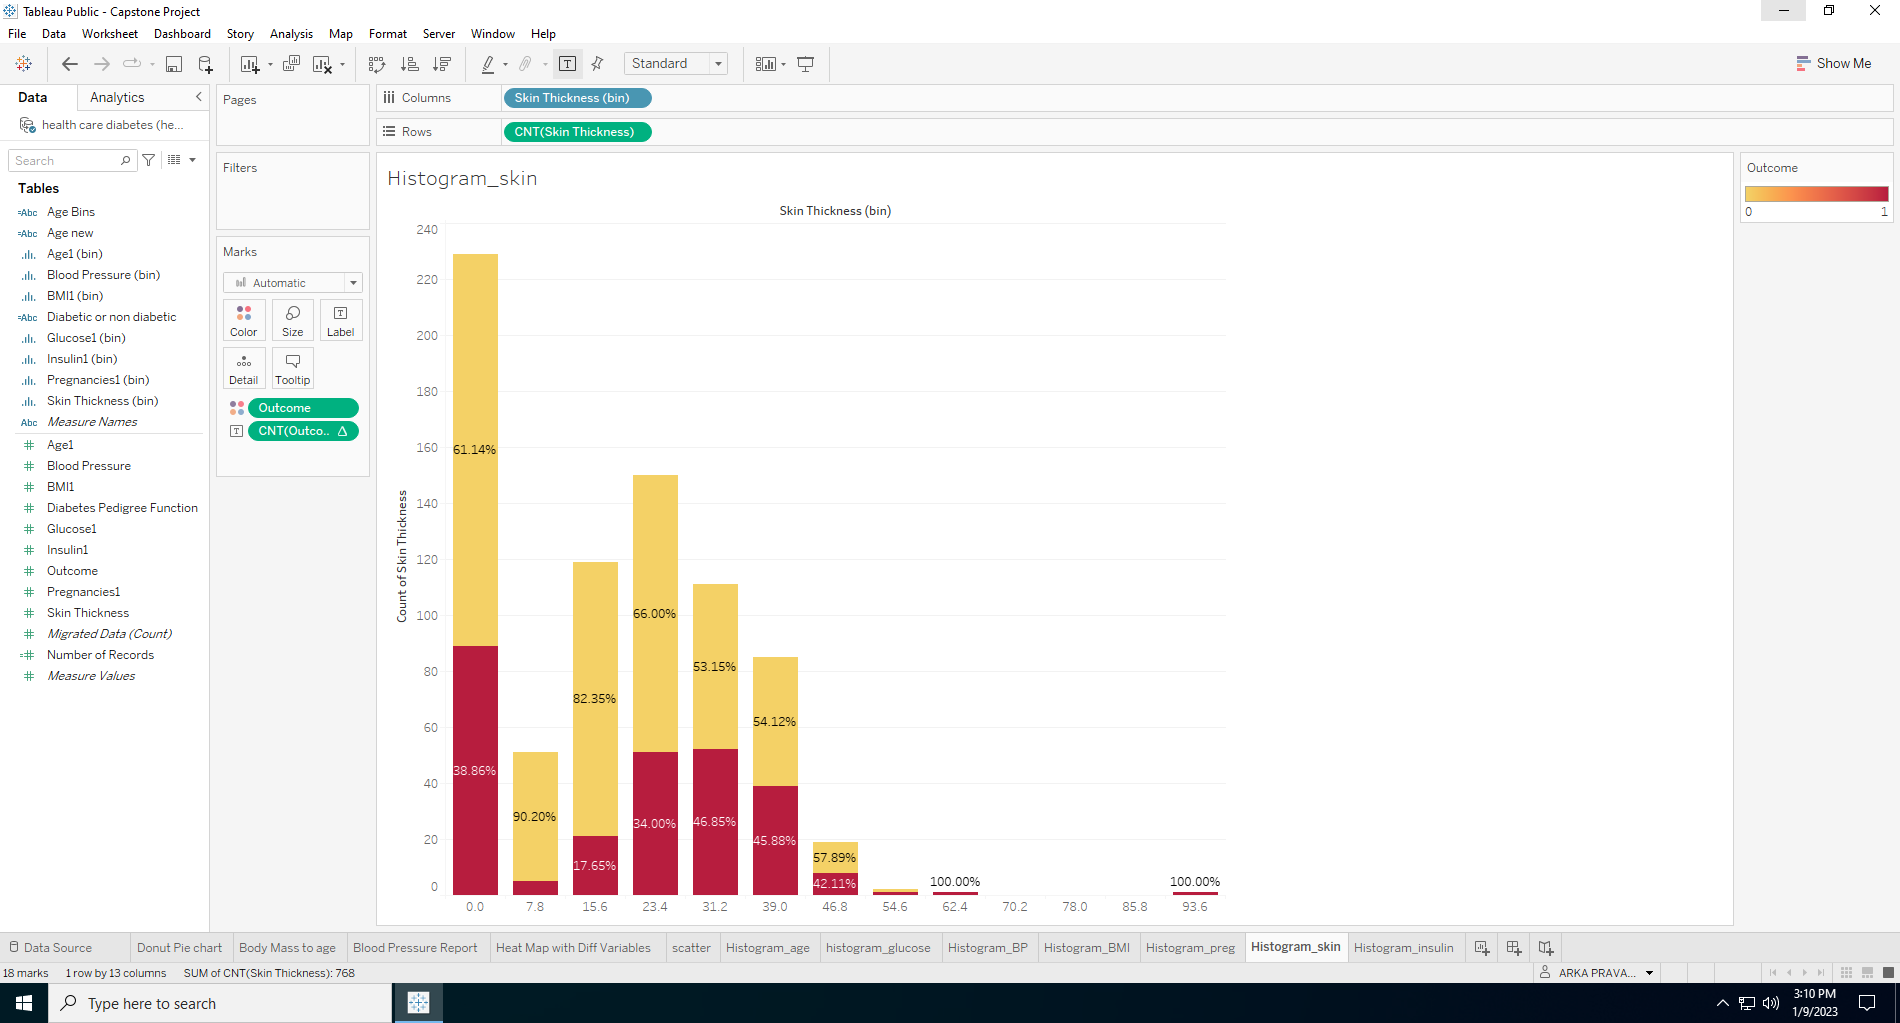 Tableau Public - Capstone Project
File Data Worksheet Dashboard Story Analysis Map Format Server Window Help
Standard
Show Me
Data Analytics
health care diabetes (he...
Search
Tables
Age Bins
Age new
Age1 (bin)
Blood Pressure (bin)
BMI1 (bin)
Diabetic or non diabetic
Glucose1 (bin)
Insulin1 (bin)
Pregnancies1 (bin)
Skin Thickness (bin)
Measure Names
Age1
Blood Pressure
BMI1
Diabetes Pedigree Function
Glucose1
Insulin1
Outcome
Pregnancies1
Skin Thickness
Migrated Data (Count)
Number of Records
Measure Values
Pages
Filters
Marks
Automatic
Color Size Label
Detail Tooltip
Outcome
CNT(Outco..
Columns Skin Thickness (bin)
Rows CNT(Skin Thickness)
Histogram_skin
Skin Thickness (bin)
Count of Skin Thickness
240
220
200
180
160
140
120
100
80
60
40
20
0
61.14%
38.86%
90.20%
82.35%
17.65%
66.00%
34.00%
53.15%
46.85%
54.12%
45.88%
57.89%
42.11%
100.00%
100.00%
0.0 7.8 15.6 23.4 31.2 39.0 46.8 54.6 62.4 70.2 78.0 85.8 93.6
Outcome
0 1
Data Source Donut Pie chart Body Mass to age Blood Pressure Report Heat Map with Diff Variables scatter Histogram_age histogram_glucose Histogram_BP Histogram_BMI Histogram_preg Histogram_skin Histogram_insulin
18 marks 1 row by 13 columns SUM of CNT(Skin Thickness): 768
ARKA PRAVA...
Type here to search
3:10 PM
1/9/2023